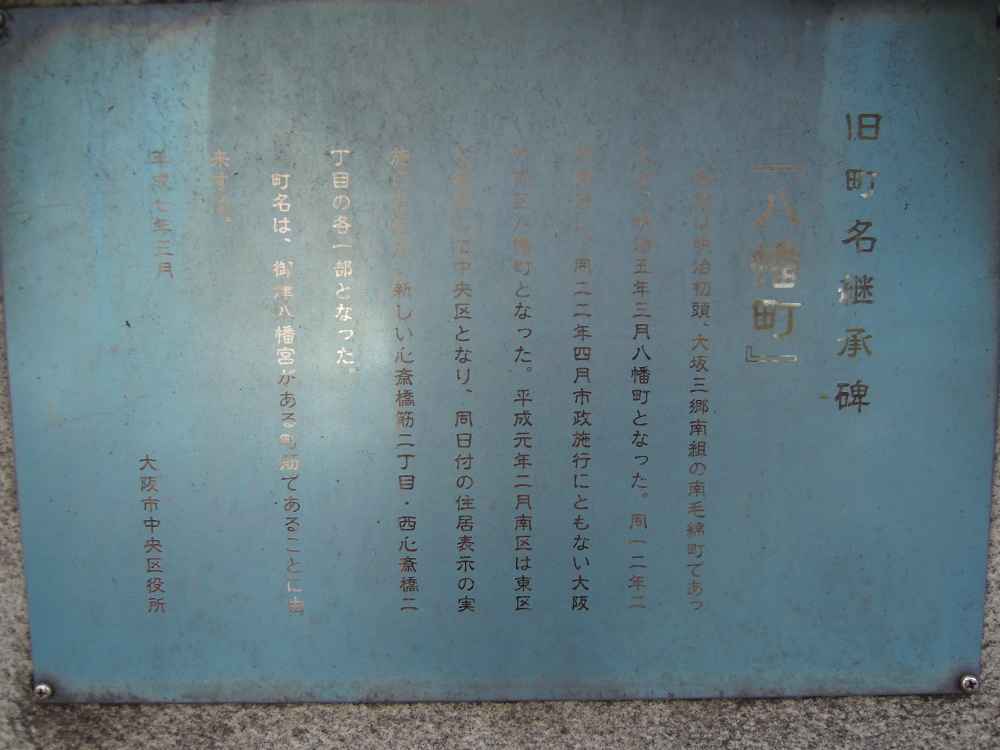 旧町名継承碑
『八幡町』
当町は明治初頭、大坂三郷南組の南毛綿町であっ
た が、明治五年三月八幡町となった。同一二年二
月南区に、同二二年四月市政施行にともない大阪
市南区八幡町となった。平成元年二月南区は東区
と合区して中央区となり、同日付の住居表示の実
施にともない新しい心斎橋筋二丁目・西心斎橋二
丁目の各一部となった。
町名は、御津八幡宮がある町筋であることに由
来する。
平成七年三月
大阪市中央区役所